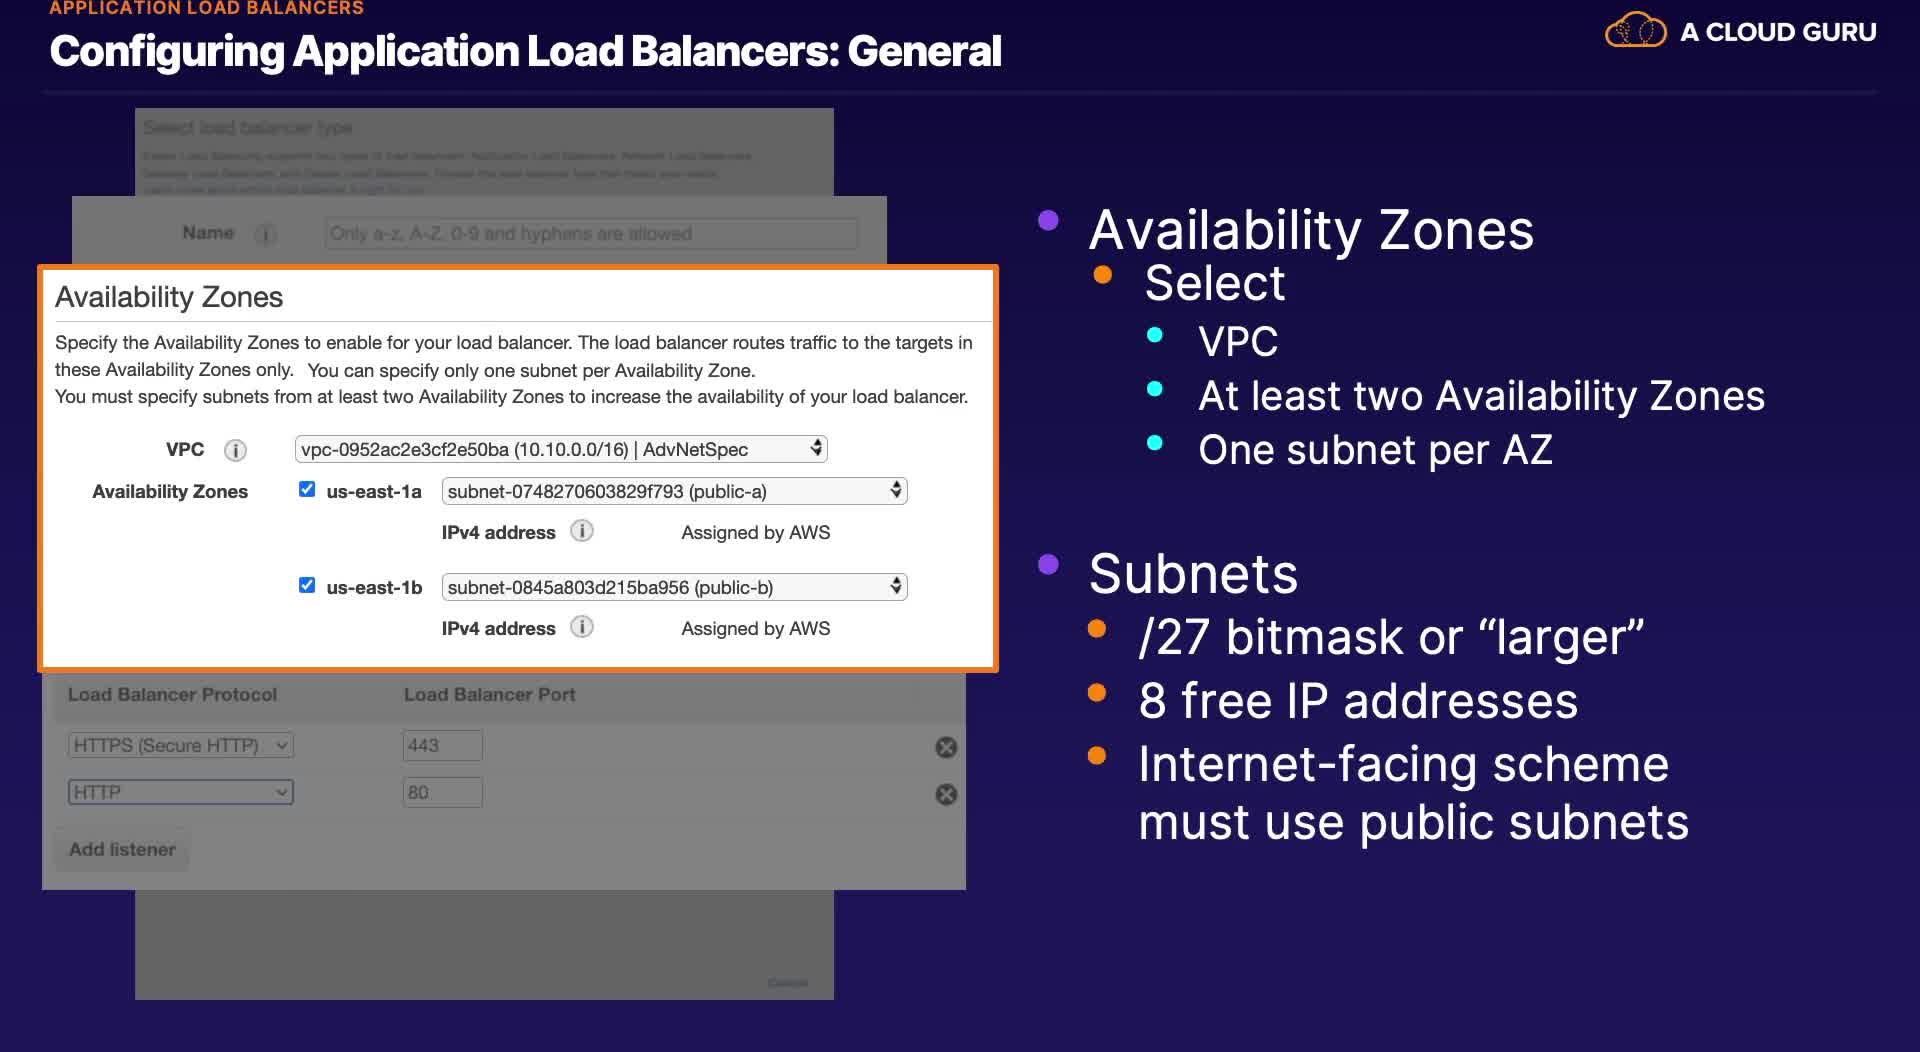 APPLICATION LOAD BALANCERS
Configuring Application Load Balancers: General
A CLOUD GURU
Select load balancer type
Name
Only a-z, A-Z, 0-9 and hyphens are allowed
Availability Zones
Specify the Availability Zones to enable for your load balancer. The load balancer routes traffic to the targets in
these Availability Zones only. You can specify only one subnet per Availability Zone.
You must specify subnets from at least two Availability Zones to increase the availability of your load balancer.
VPC i vpc-0952ac2e3cf2e50ba (10.10.0.0/16) | AdvNetSpec
Availability Zones us-east-1a subnet-0748270603829f793 (public-a)
IPv4 address i Assigned by AWS
us-east-1b subnet-0845a803d215ba956 (public-b)
IPv4 address i Assigned by AWS
Load Balancer Protocol Load Balancer Port
HTTPS (Secure HTTP) 443
HTTP 80
Add listener
Cancel
Availability Zones
Select
VPC
At least two Availability Zones
One subnet per AZ
Subnets
/27 bitmask or “larger”
8 free IP addresses
Internet-facing scheme
must use public subnets